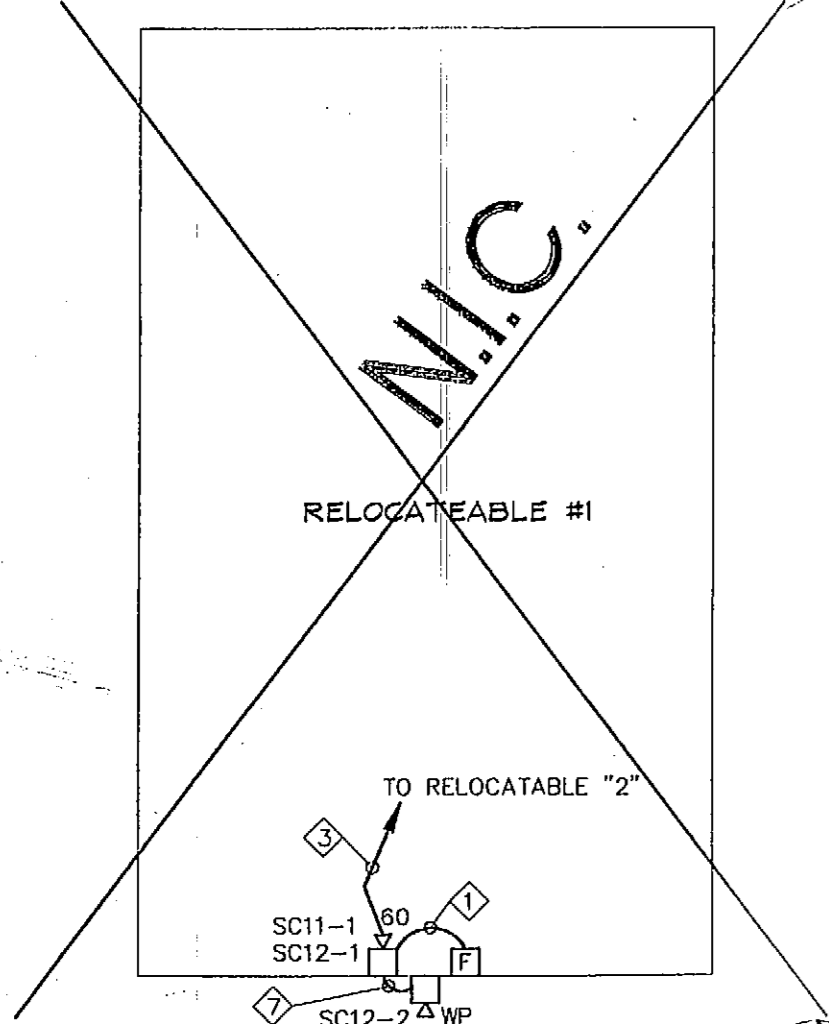 N.I.C.
RELOCATEABLE #1
TO RELOCATABLE "2"
3
1
SC11-1
60
SC12-1
F
7
SC12-2
WP